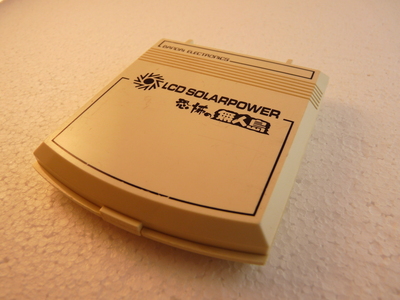 BANDAI ELECTRONICS
LCD SOLARPOWER
恐怖の無人島